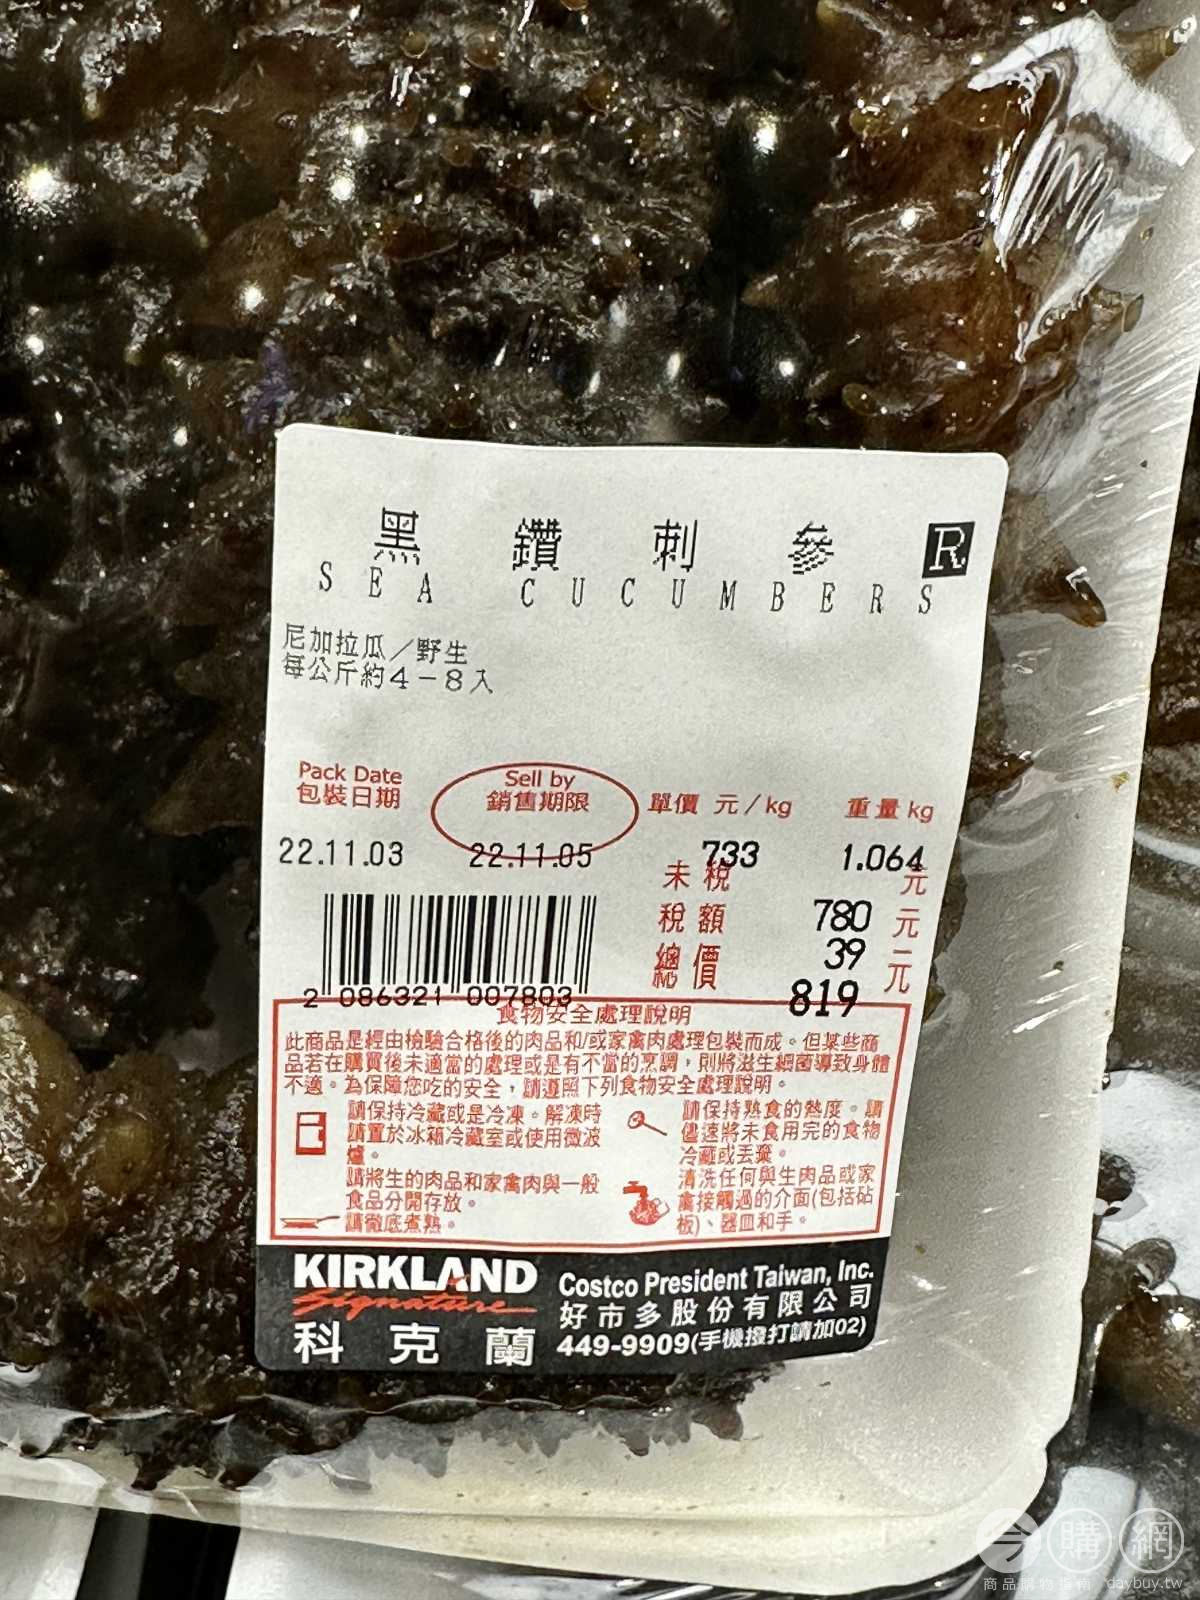 黑鑽刺參 R
SEA CUCUMBERS
尼加拉瓜／野生
每公斤約4－8入
Pack Date
包裝日期
Sell by
銷售期限
單價 元/kg
重量 kg
22.11.03
22.11.05
733
1.064
未稅
元
稅額
780 元
39
總價
元
819
2 086321 007803
食物安全處理說明
此商品是經由檢驗合格後的肉品和/或家禽肉處理包裝而成。但某些商
品若在購買後未適當的處理或是有不當的烹調，則將滋生細菌導致身體
不適。為保障您吃的安全，請遵照下列食物安全處理說明。
請保持冷藏或是冷凍。解凍時
請置於冰箱冷藏室或使用微波
爐。
請將生的肉品和家禽肉與一般
食品分開存放。
請徹底煮熟。
請保持熟食的熱度。請
儘速將未食用完的食物
冷藏或丟棄。
清洗任何與生肉品或家
禽接觸過的介面(包括砧
板)、器皿和手。
KIRKLAND
Signature
科克蘭
Costco President Taiwan, Inc.
好市多股份有限公司
449-9909(手機撥打請加02)
今購網
商品購物指南 daybuy.tw